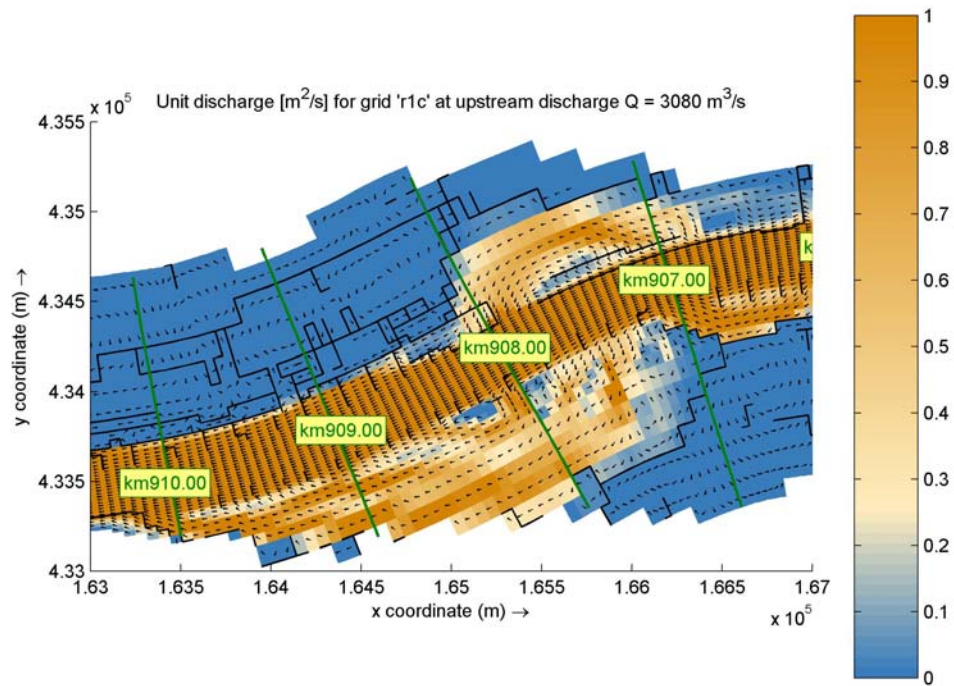 Unit discharge [m²/s] for grid 'r1c' at upstream discharge Q = 3080 m³/s
x 10⁵
4.355
4.35
4.345
4.34
4.335
4.33
y coordinate (m) →
km910.00
km909.00
km908.00
km907.00
k
1.63
1.635
1.64
1.645
1.65
1.655
1.66
1.665
1.67
x coordinate (m) →
x 10⁵
1
0.9
0.8
0.7
0.6
0.5
0.4
0.3
0.2
0.1
0